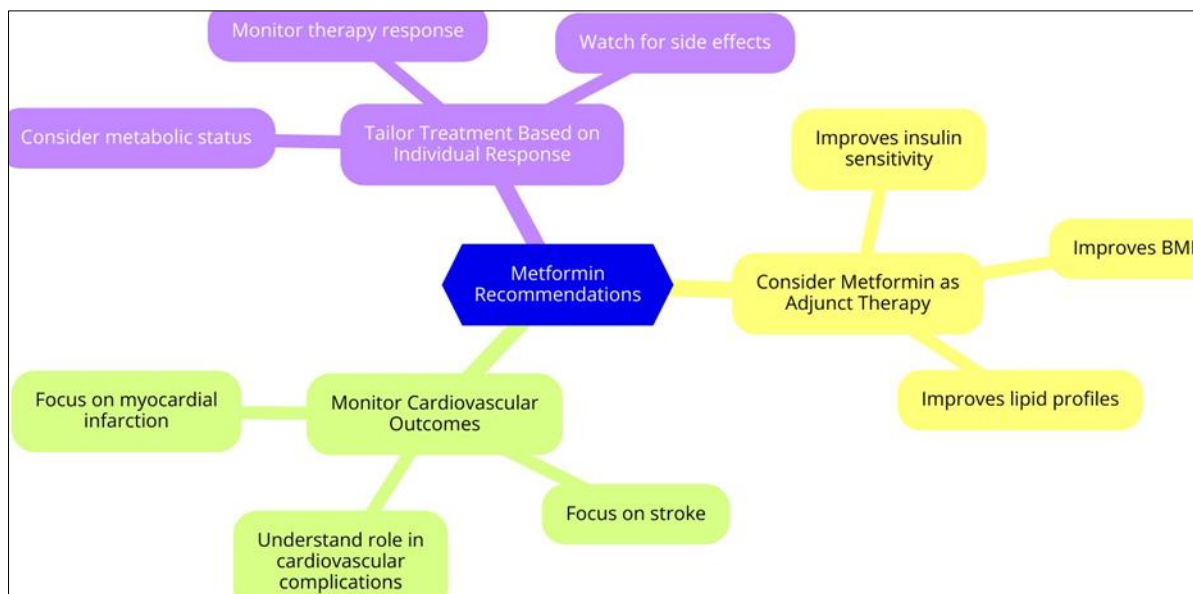 Monitor therapy response
Watch for side effects
Consider metabolic status
Tailor Treatment Based on
Individual Response
Improves insulin
sensitivity
Improves BMI
Metformin
Recommendations
Consider Metformin as
Adjunct Therapy
Improves lipid profiles
Focus on myocardial
infarction
Monitor Cardiovascular
Outcomes
Focus on stroke
Understand role in
cardiovascular
complications